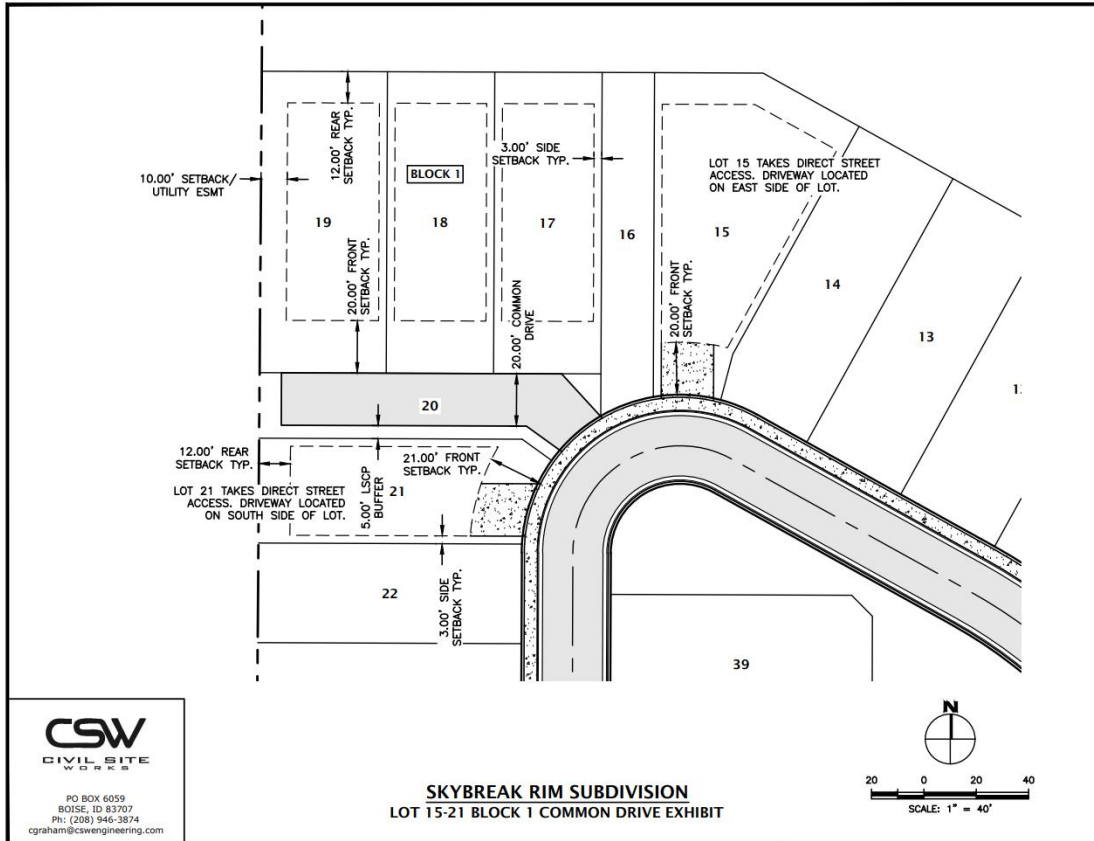 12.00' REAR
SETBACK TYP.
3.00' SIDE
SETBACK TYP.
BLOCK 1
10.00' SETBACK/
UTILITY ESMT
LOT 15 TAKES DIRECT STREET
ACCESS. DRIVEWAY LOCATED
ON EAST SIDE OF LOT.
19
18
17
16
15
14
13
20.00' FRONT
SETBACK TYP.
20.00' COMMON
DRIVE
20.00' FRONT
SETBACK TYP.
20
12.00' REAR
SETBACK TYP.
21.00' FRONT
SETBACK TYP.
LOT 21 TAKES DIRECT STREET
ACCESS. DRIVEWAY LOCATED
ON SOUTH SIDE OF LOT.
21
5.00' LSCP
BUFFER
22
3.00' SIDE
SETBACK TYP.
39
CSW
CIVIL SITE
WORKS
PO BOX 6059
BOISE, ID 83707
Ph: (208) 946-3874
cgraham@cswengineering.com
SKYBREAK RIM SUBDIVISION
LOT 15-21 BLOCK 1 COMMON DRIVE EXHIBIT
N
20 0 20 40
SCALE: 1" = 40'